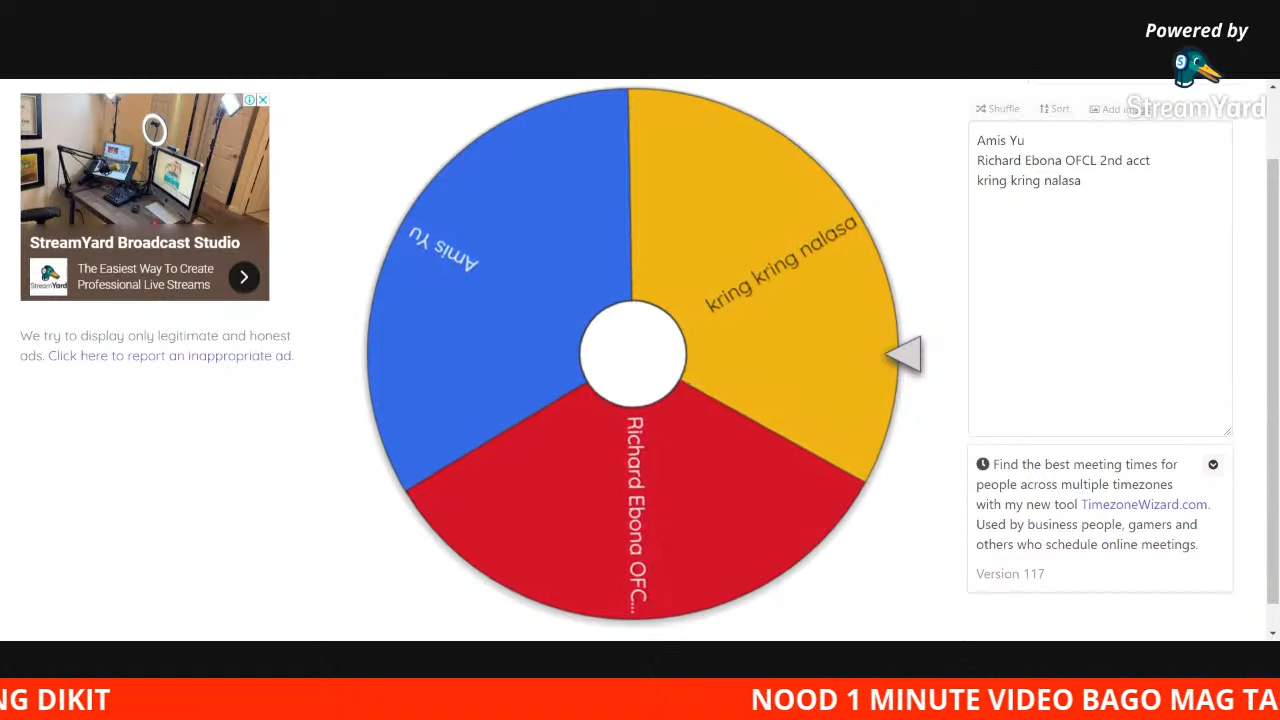 Powered by
StreamYard
Shuffle
Sort
Amis Yu
Richard Ebona OFCL 2nd acct
kring kring nalasa
StreamYard Broadcast Studio
The Easiest Way To Create
Professional Live Streams
StreamYard
We try to display only legitimate and honest
ads. Click here to report an inappropriate ad.
Amis Yu
kring kring nalasa
Richard Ebona OFC...
Find the best meeting times for
people across multiple timezones
with my new tool TimezoneWizard.com.
Used by business people, gamers and
others who schedule online meetings.
Version 117
NG DIKIT
NOOD 1 MINUTE VIDEO BAGO MAG TA